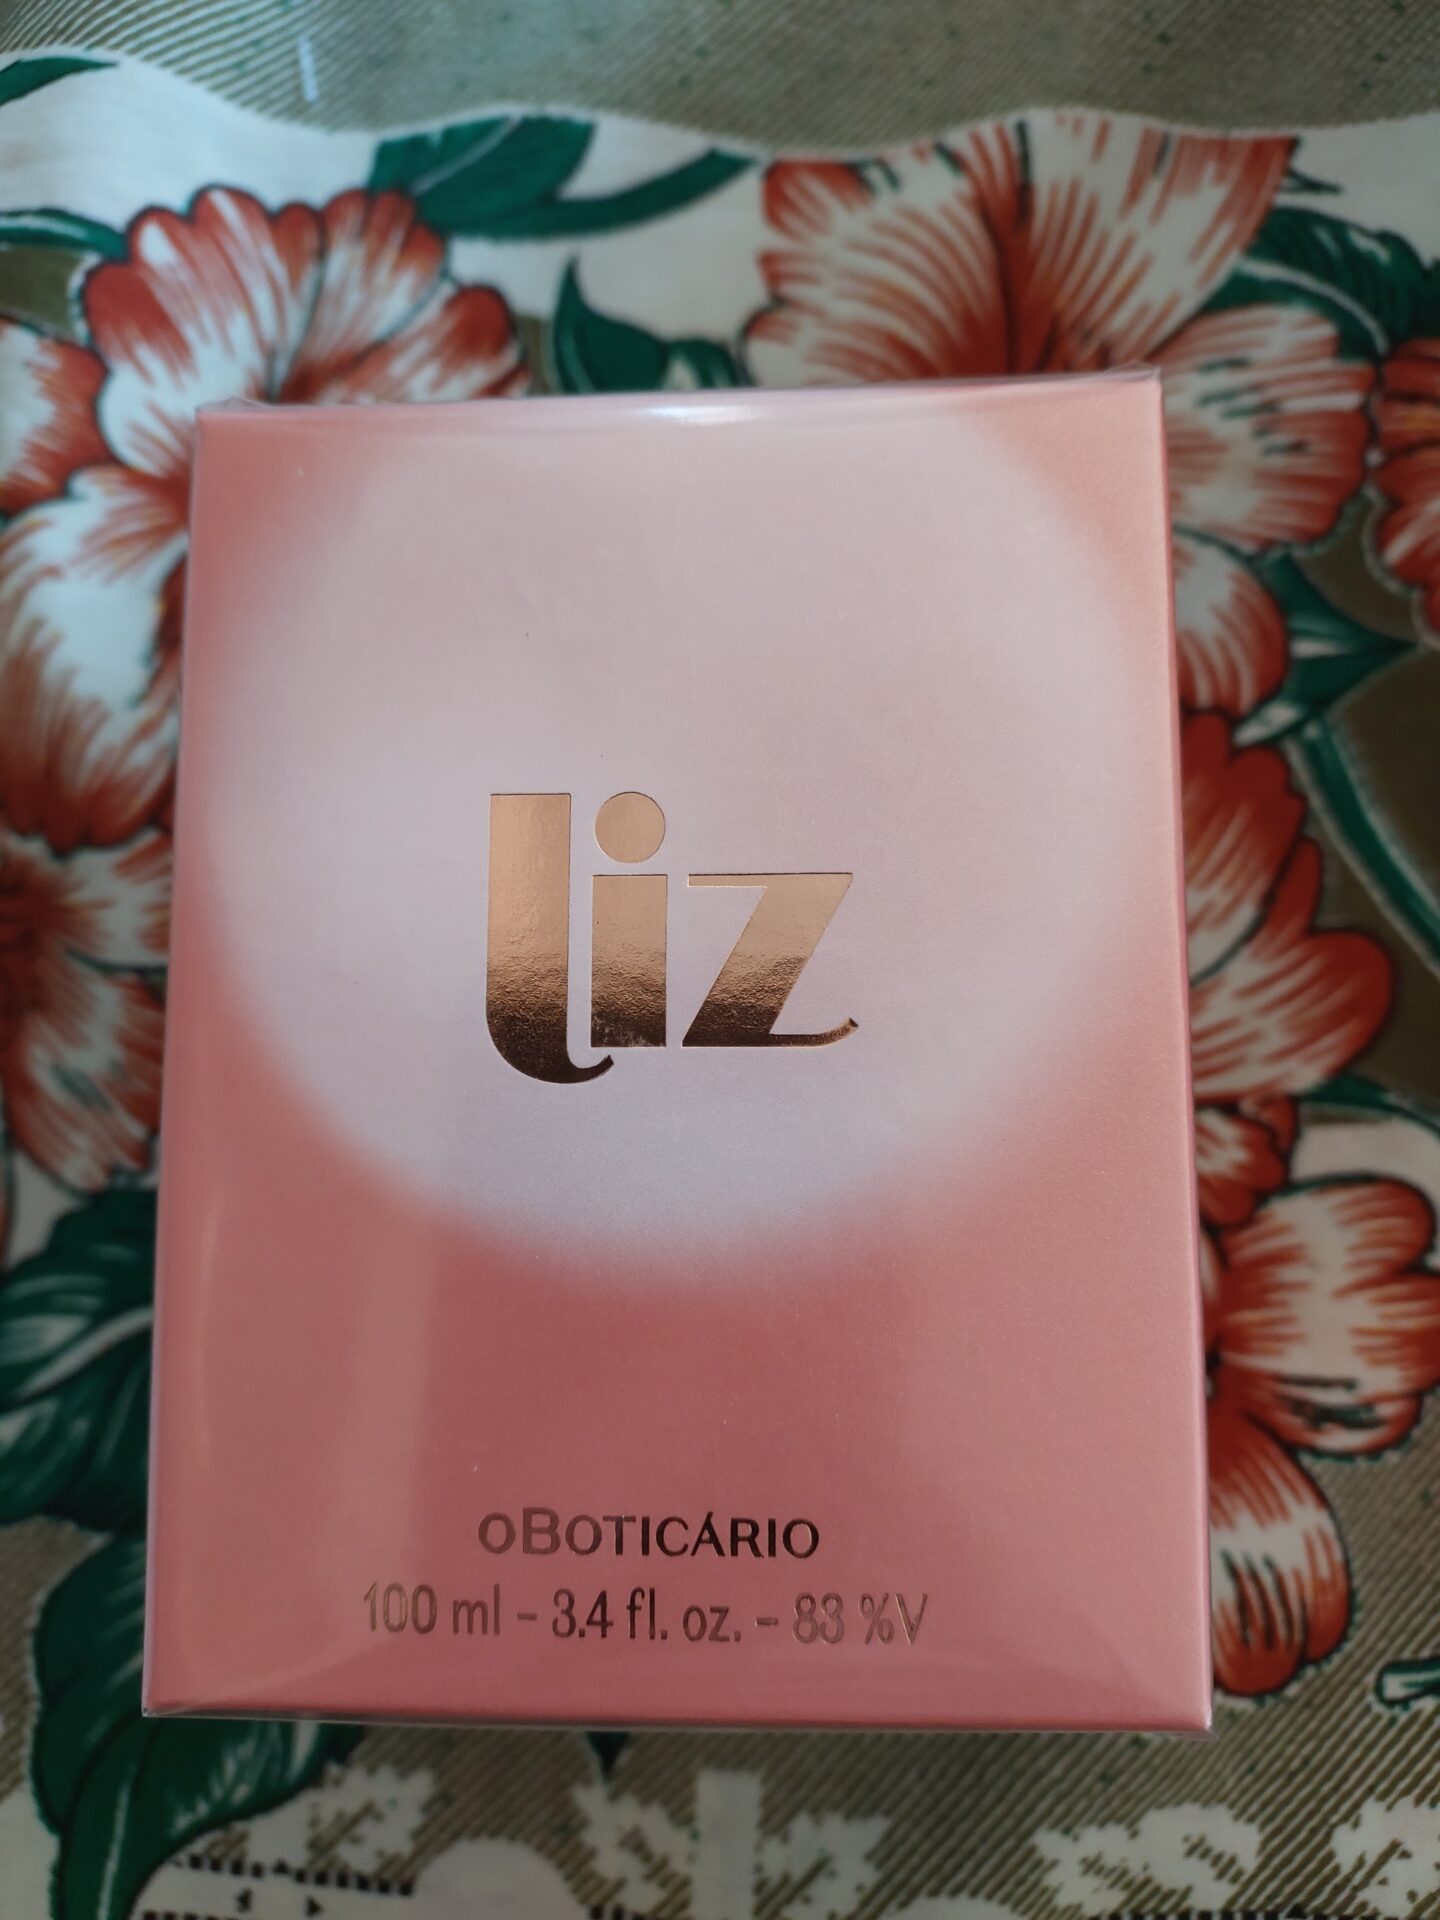 liz
oBOTICÁRIO
100 ml - 3.4 fl. oz. - 83 %V